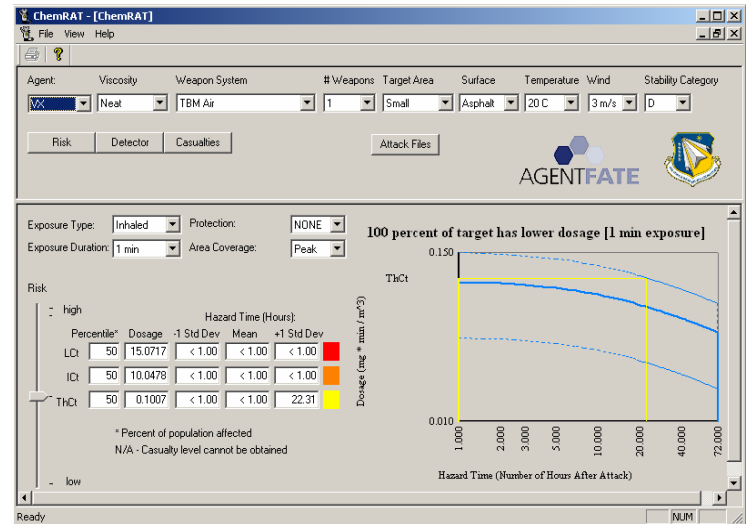 ChemRAT - [ChemRAT]
File View Help
Agent: Viscosity Weapon System # Weapons Target Area Surface Temperature Wind Stability Category
VX Neat TBM Air 1 Small Asphalt 20 C 3 m/s D
Risk Detector Casualties Attack Files
AGENTFATE
Exposure Type: Inhaled Protection: NONE
Exposure Duration: 1 min Area Coverage: Peak
Risk
high
Hazard Time (Hours):
Percentile* Dosage -1 Std Dev Mean +1 Std Dev
LCt 50 15.0717 < 1.00 < 1.00 < 1.00
ICt 50 10.0478 < 1.00 < 1.00 < 1.00
ThCt 50 0.1007 < 1.00 < 1.00 22.31
* Percent of population affected
N/A - Casualty level cannot be obtained
low
100 percent of target has lower dosage [1 min exposure]
0.150
ThCt
Dosage (mg * min / m^3)
0.010
1.000 2.000 3.000 5.000 10.000 20.000 40.000 72.000
Hazard Time (Number of Hours After Attack)
Ready NUM